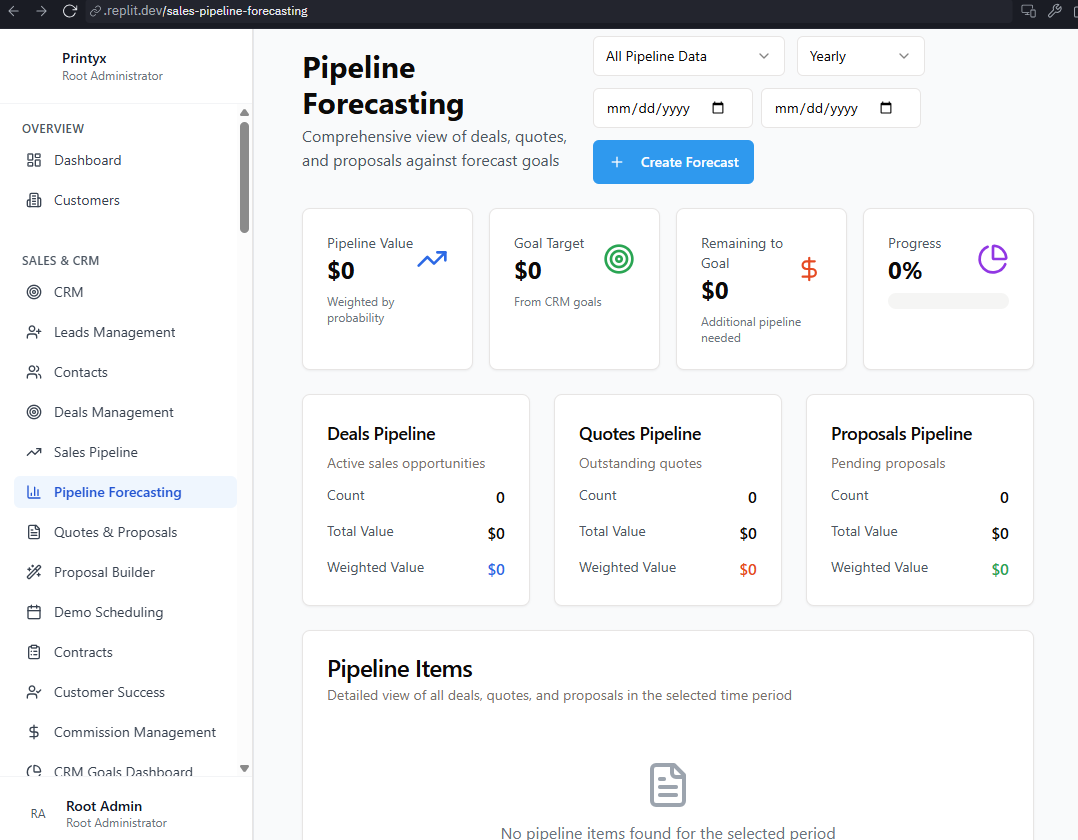 .replit.dev/sales-pipeline-forecasting
Printyx
Root Administrator
OVERVIEW
Dashboard
Customers
SALES & CRM
CRM
Leads Management
Contacts
Deals Management
Sales Pipeline
Pipeline Forecasting
Quotes & Proposals
Proposal Builder
Demo Scheduling
Contracts
Customer Success
Commission Management
CRM Goals Dashboard
RA
Root Admin
Root Administrator
Pipeline
Forecasting
Comprehensive view of deals, quotes,
and proposals against forecast goals
All Pipeline Data
Yearly
mm/dd/yyyy
mm/dd/yyyy
+ Create Forecast
Pipeline Value
$0
Weighted by
probability
Goal Target
$0
From CRM goals
Remaining to
Goal
$0
Additional pipeline
needed
Progress
0%
Deals Pipeline
Active sales opportunities
Count 0
Total Value $0
Weighted Value $0
Quotes Pipeline
Outstanding quotes
Count 0
Total Value $0
Weighted Value $0
Proposals Pipeline
Pending proposals
Count 0
Total Value $0
Weighted Value $0
Pipeline Items
Detailed view of all deals, quotes, and proposals in the selected time period
No pipeline items found for the selected period